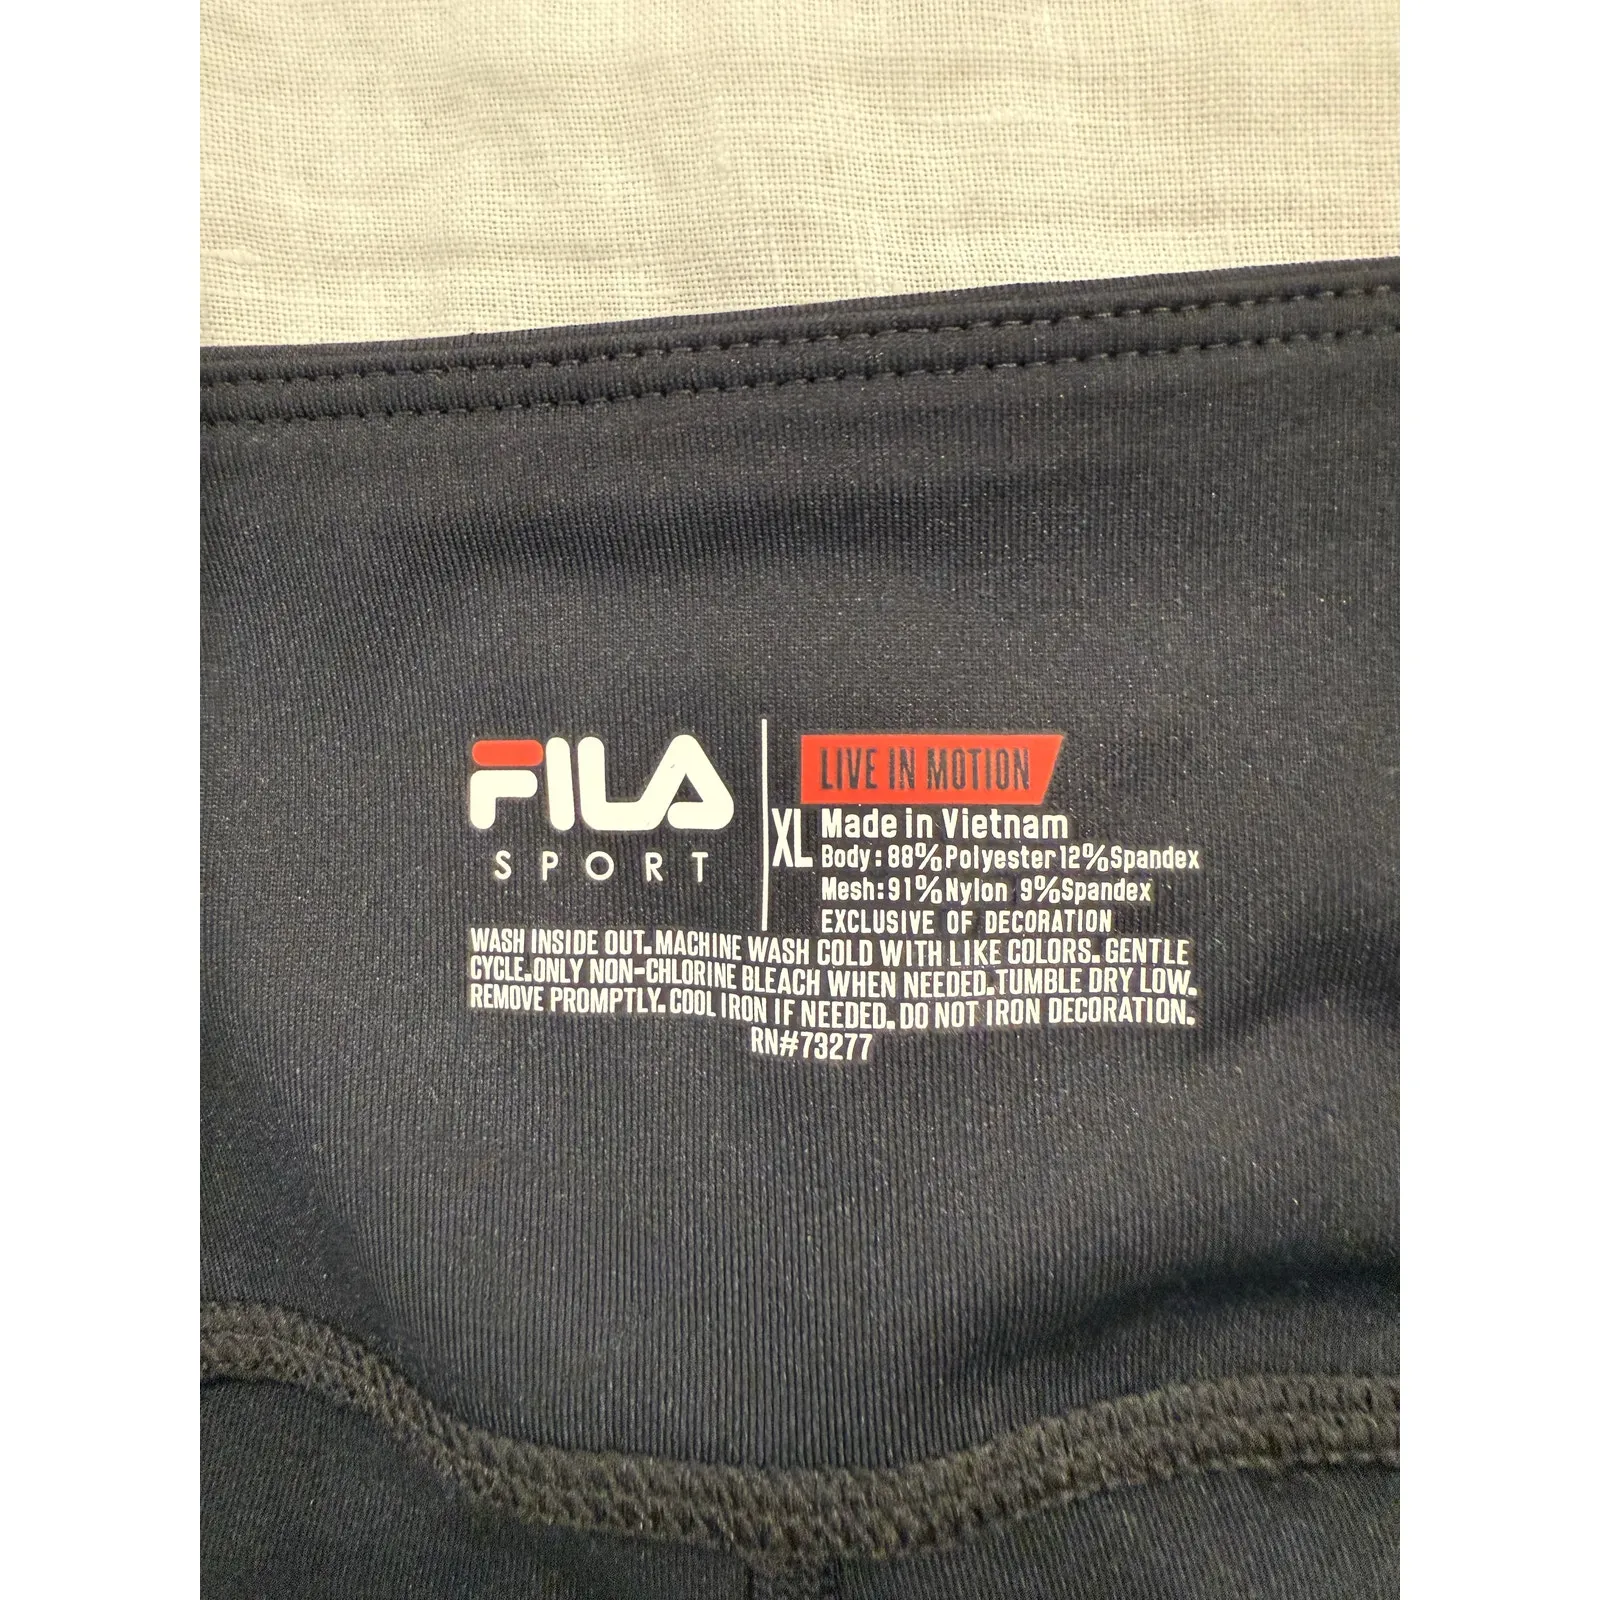 FILA
SPORT
LIVE IN MOTION
XL
Made in Vietnam
Body: 88% Polyester 12% Spandex
Mesh: 91% Nylon 9% Spandex
EXCLUSIVE OF DECORATION
WASH INSIDE OUT. MACHINE WASH COLD WITH LIKE COLORS. GENTLE
CYCLE. ONLY NON-CHLORINE BLEACH WHEN NEEDED. TUMBLE DRY LOW.
REMOVE PROMPTLY. COOL IRON IF NEEDED. DO NOT IRON DECORATION.
RN#73277